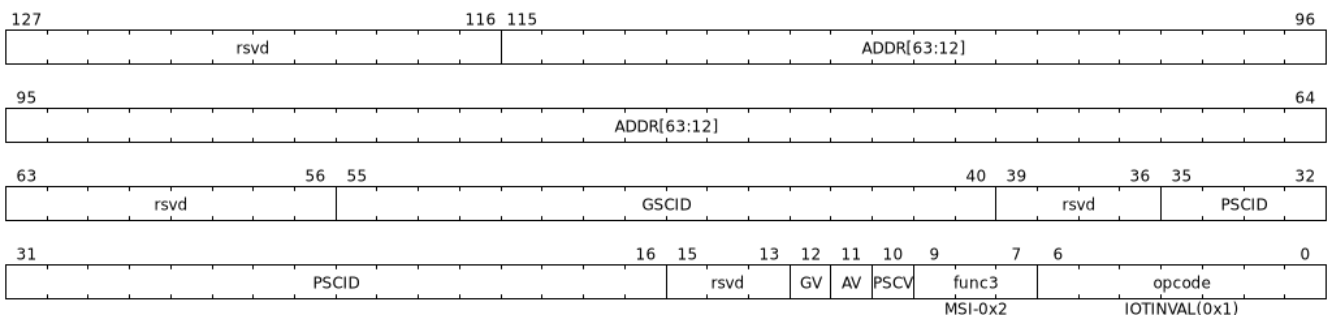 127 116 115 96
rsvd ADDR[63:12]
95 64
ADDR[63:12]
63 56 55 40 39 36 35 32
rsvd GSCID rsvd PSCID
31 16 15 13 12 11 10 9 7 6 0
PSCID rsvd GV AV PSCV func3 opcode
MSI-0x2 IOTINVAL(0x1)